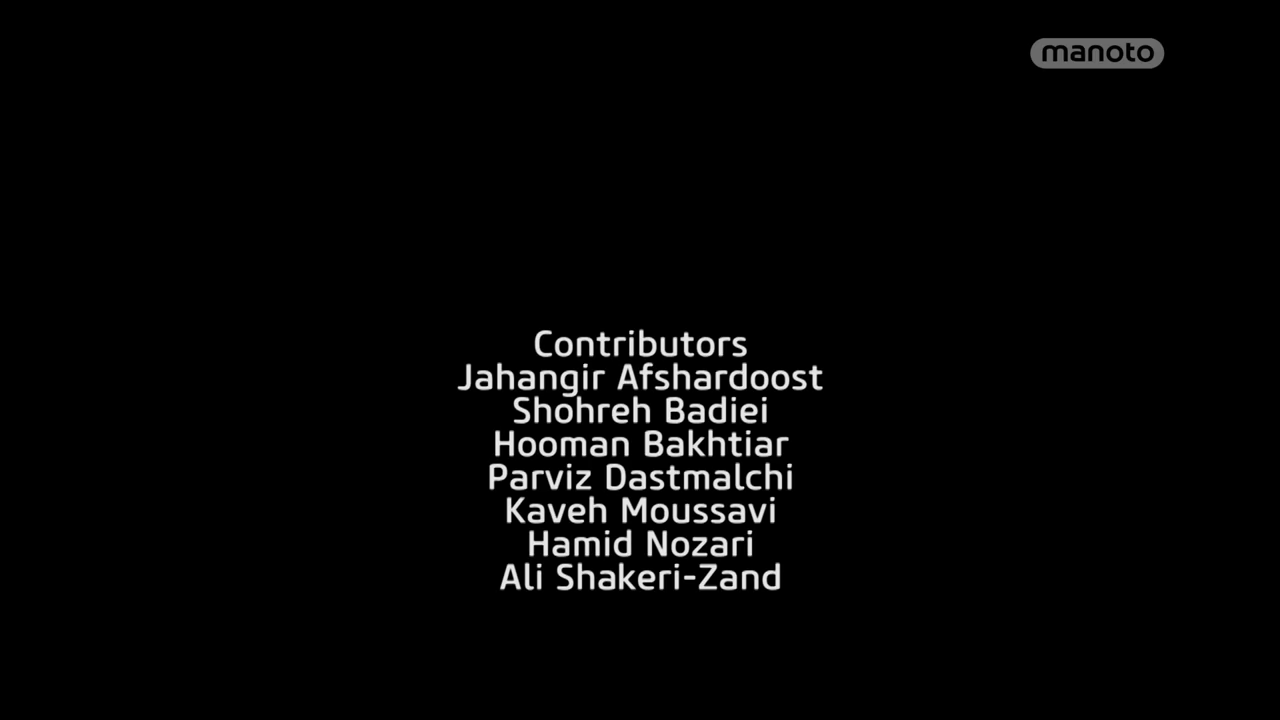 manoto
Contributors
Jahangir Afshardoost
Shohreh Badiei
Hooman Bakhtiar
Parviz Dastmalchi
Kaveh Moussavi
Hamid Nozari
Ali Shakeri-Zand